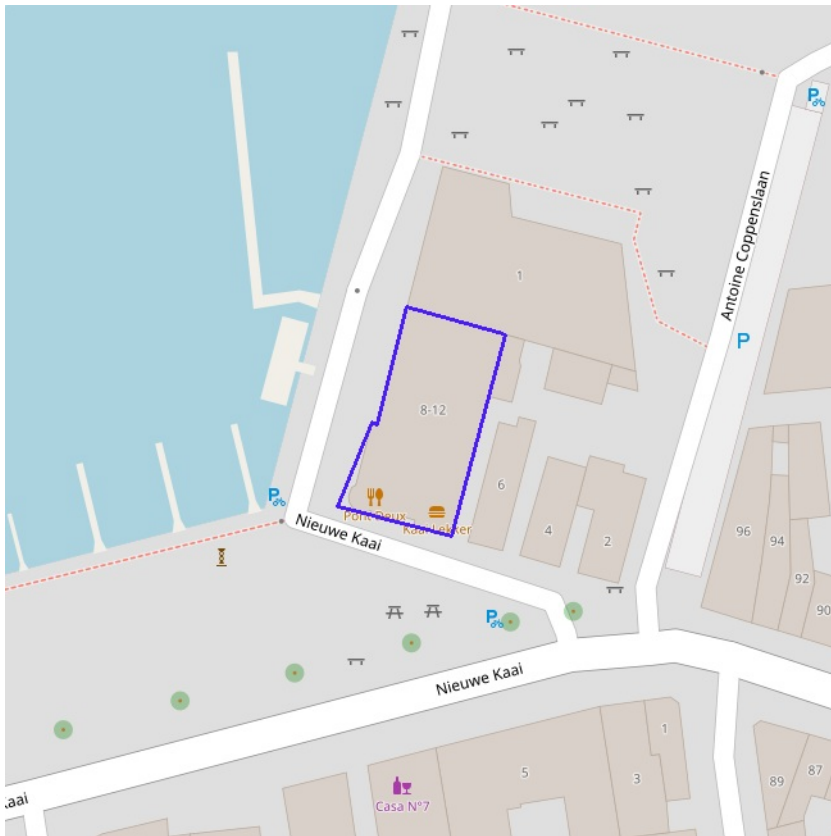 Antoine Coppenslaan
P
P
1
8-12
6
4
2
P
Pont Deux
Kaai Lekker
Nieuwe Kaai
96
94
92
90
P
Nieuwe Kaai
Kaai
1
5
3
89
87
Casa N°7